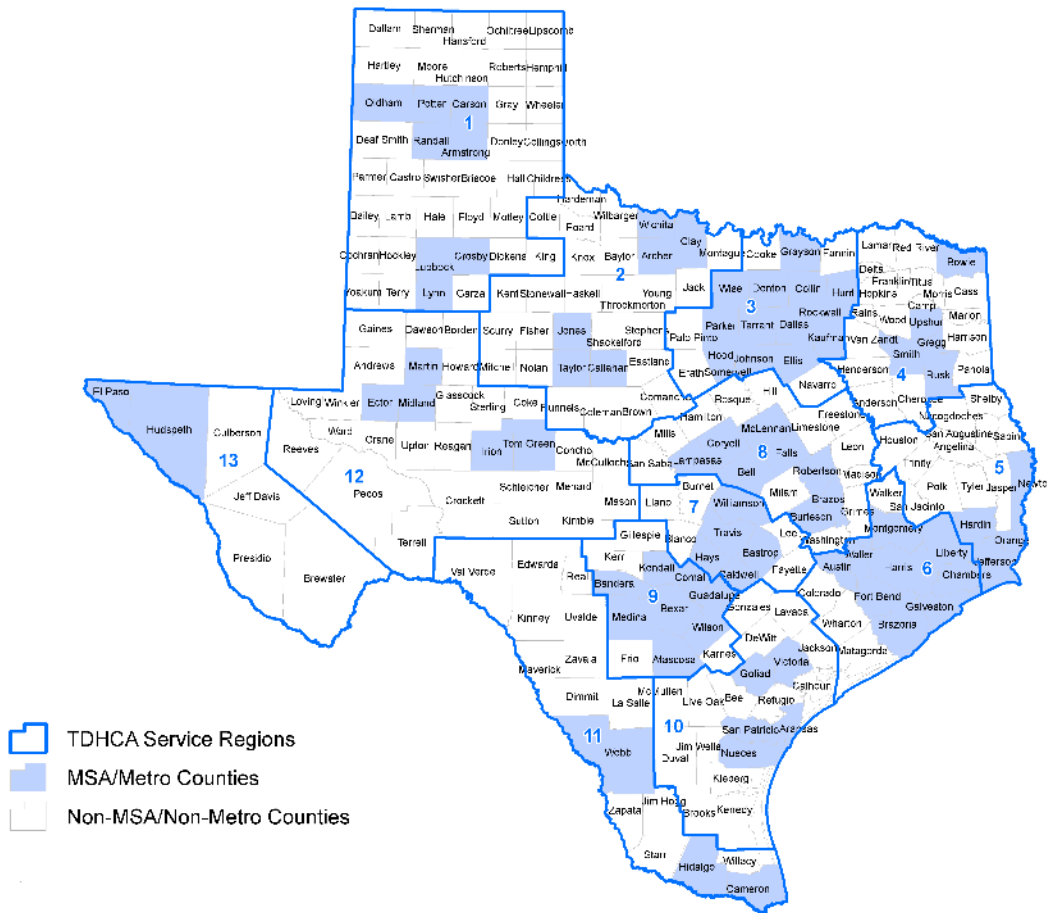 Dallam Sherman Ochiltree Lipscomb
Hansford
Hartley Moore Roberts Hemphill
Hutchinson
Oldham Potter Carson Gray Wheeler
1
Deaf Smith Randall Donley Collingsworth
Armstrong
Parmer Castro Swisher Briscoe Hall Childress
Hardeman
Bailey Lamb Hale Floyd Motley Cottle Foard Wilbarger Wichita
Clay Montague Cooke Grayson Fannin Lamar Red River Bowie
Cochran Hockley Lubbock Crosby Dickens King Knox Baylor Archer
2
Delta Franklin Titus
Hopkins Morris Cass
Camp
Yoakum Terry Lynn Garza Kent Stonewall Haskell Young Jack Wise Denton Collin Hunt
Throckmorton
3
Rockwall Rains Wood Upshur Marion
Gaines Dawson Borden Scurry Fisher Jones Stephens Palo Pinto Parker Tarrant Dallas Kaufman Van Zandt Gregg Harrison
Shackelford
Smith
Andrews Martin Howard Mitchell Nolan Taylor Callahan Eastland Erath Hood Johnson Ellis Henderson Rusk Panola
Somervell
4
El Paso Loving Winkler Ector Midland Glasscock Sterling Coke Runnels Coleman Brown Comanche Bosque Hill Navarro Anderson Cherokee Shelby
Nacogdoches
Hudspeth Culberson Reeves Ward Crane Upton Reagan Irion Tom Green Concho Mills Hamilton McLennan Limestone Freestone
Coryell Falls Leon Houston San Augustine Sabin
Angelina
13
12
McCulloch San Saba Lampasas Bell 8 Robertson Madison Trinity 5
Jeff Davis Pecos Crockett Schleicher Menard Mason Llano Burnet Williamson Milam Brazos Grimes Walker Polk Tyler Jasper Newto
7
San Jacinto
Burleson
Presidio Brewster Terrell Sutton Kimble Gillespie Blanco Travis Lee Washington Montgomery Hardin Orange
Val Verde Edwards Kerr Kendall Hays Bastrop Fayette Austin Waller Harris Liberty Jefferson
6
Chambers
Real Bandera Comal Caldwell Colorado Fort Bend Galveston
9
Kinney Uvalde Medina Bexar Guadalupe Gonzales Lavaca Wharton Brazoria
Wilson DeWitt Jackson Matagorda
Maverick Zavala Frio Atascosa Karnes Goliad Victoria
Calhoun
Dimmit La Salle McMullen Live Oak Bee Refugio
10
11
San Patricio Aransas
Webb Duval Jim Wells Nueces
Kleberg
Zapata Jim Hogg Brooks Kenedy
Starr Hidalgo Willacy
Cameron
TDHCA Service Regions
MSA/Metro Counties
Non-MSA/Non-Metro Counties